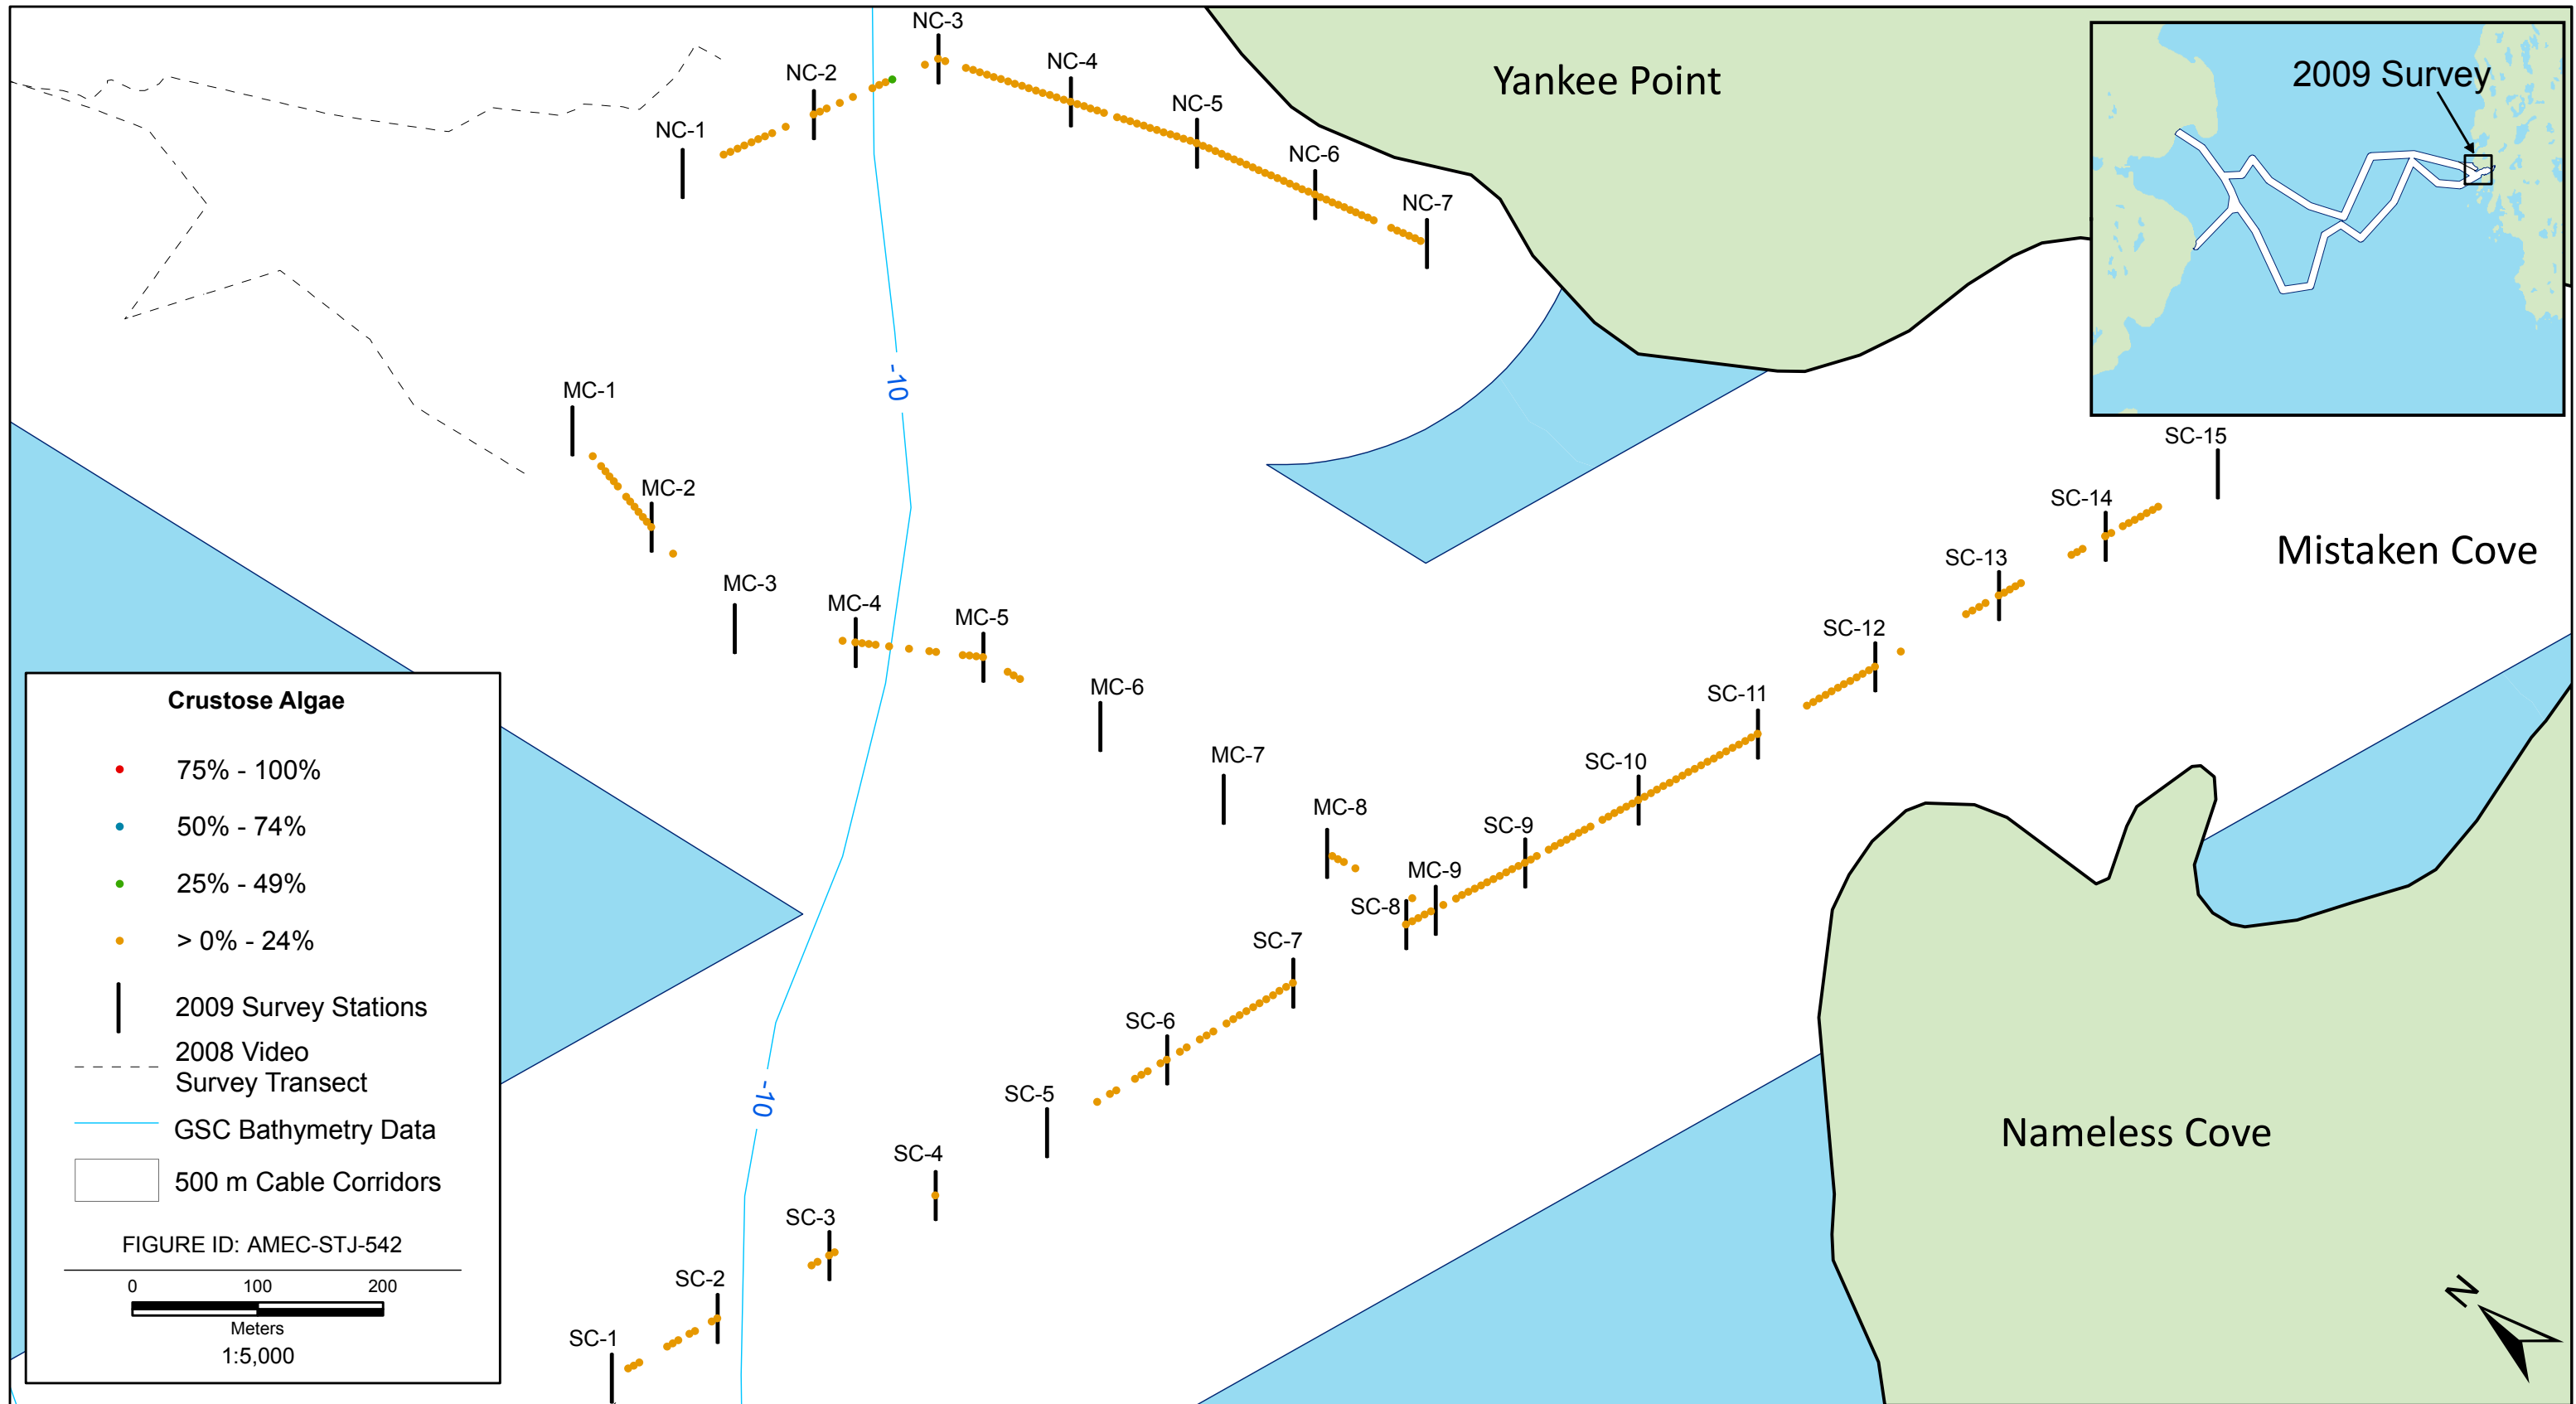 NC-3
2009 Survey
NC-4
Yankee Point
NC-2
NC-5
NC-1
NC-6
NC-7
-10
MC-1
SC-15
MC-2
SC-14
Mistaken Cove
SC-13
MC-3
MC-4
MC-5
SC-12
MC-6
SC-11
MC-7
SC-10
MC-8
SC-9
MC-9
SC-8
SC-7
SC-6
SC-5
-10
Nameless Cove
SC-4
SC-3
SC-2
SC-1
Crustose Algae
75% - 100%
50% - 74%
25% - 49%
> 0% - 24%
2009 Survey Stations
2008 Video
Survey Transect
GSC Bathymetry Data
500 m Cable Corridors
FIGURE ID: AMEC-STJ-542
0 100 200
Meters
1:5,000
N